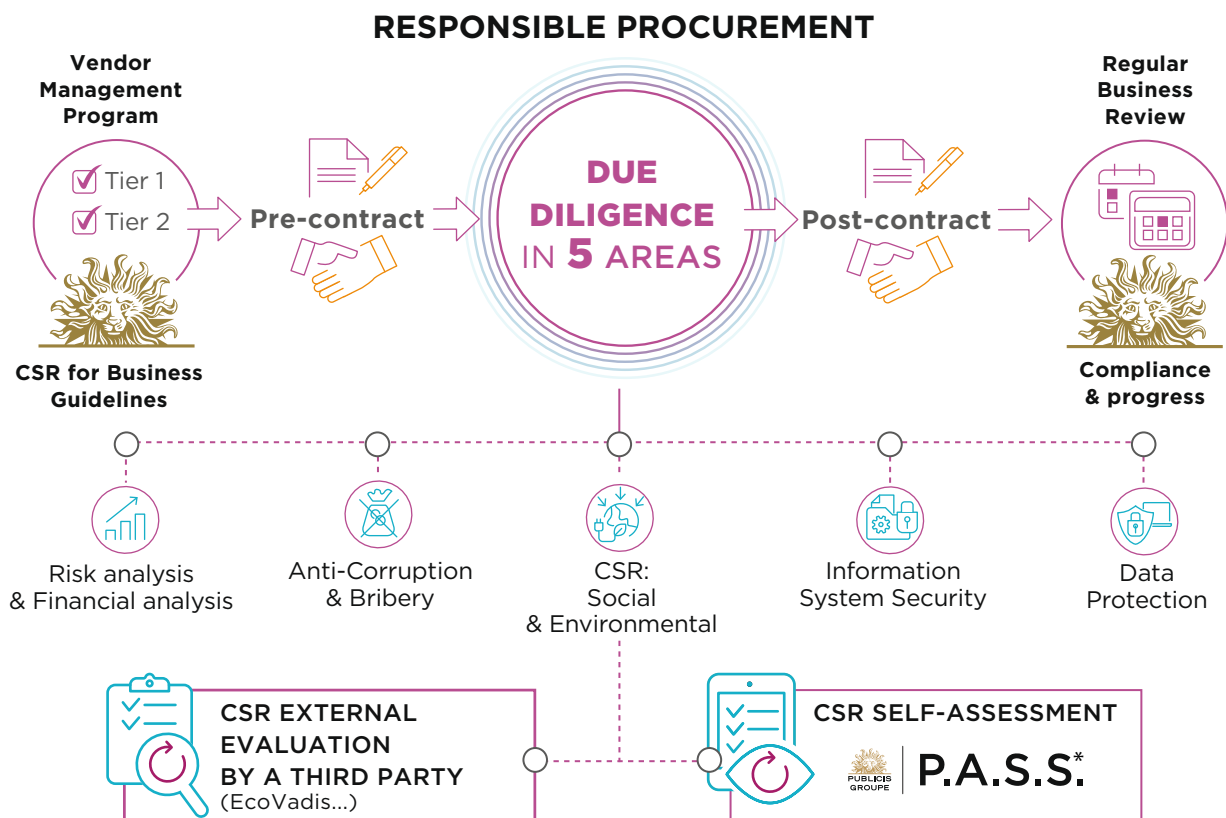 RESPONSIBLE PROCUREMENT
Vendor
Management
Program
Tier 1
Tier 2
CSR for Business
Guidelines
Pre-contract
DUE
DILIGENCE
IN 5 AREAS
Post-contract
Regular
Business
Review
Compliance
& progress
Risk analysis
& Financial analysis
Anti-Corruption
& Bribery
CSR:
Social
& Environmental
Information
System Security
Data
Protection
CSR EXTERNAL
EVALUATION
BY A THIRD PARTY
(EcoVadis...)
CSR SELF-ASSESSMENT
PUBLICIS
GROUPE
P.A.S.S.*